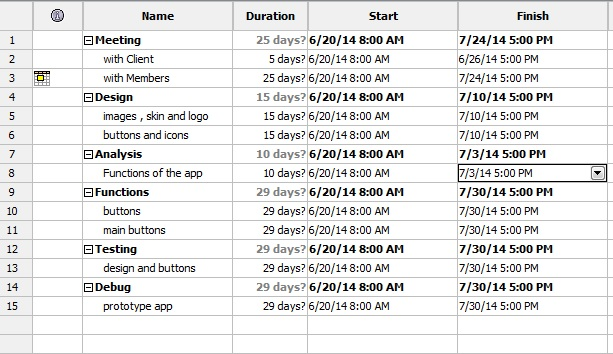 Name Duration Start Finish
1 Meeting 25 days? 6/20/14 8:00 AM 7/24/14 5:00 PM
2 with Client 5 days? 6/20/14 8:00 AM 6/26/14 5:00 PM
3 with Members 25 days? 6/20/14 8:00 AM 7/24/14 5:00 PM
4 Design 15 days? 6/20/14 8:00 AM 7/10/14 5:00 PM
5 images , skin and logo 15 days? 6/20/14 8:00 AM 7/10/14 5:00 PM
6 buttons and icons 15 days? 6/20/14 8:00 AM 7/10/14 5:00 PM
7 Analysis 10 days? 6/20/14 8:00 AM 7/3/14 5:00 PM
8 Functions of the app 10 days? 6/20/14 8:00 AM 7/3/14 5:00 PM
9 Functions 29 days? 6/20/14 8:00 AM 7/30/14 5:00 PM
10 buttons 29 days? 6/20/14 8:00 AM 7/30/14 5:00 PM
11 main buttons 29 days? 6/20/14 8:00 AM 7/30/14 5:00 PM
12 Testing 29 days? 6/20/14 8:00 AM 7/30/14 5:00 PM
13 design and buttons 29 days? 6/20/14 8:00 AM 7/30/14 5:00 PM
14 Debug 29 days? 6/20/14 8:00 AM 7/30/14 5:00 PM
15 prototype app 29 days? 6/20/14 8:00 AM 7/30/14 5:00 PM